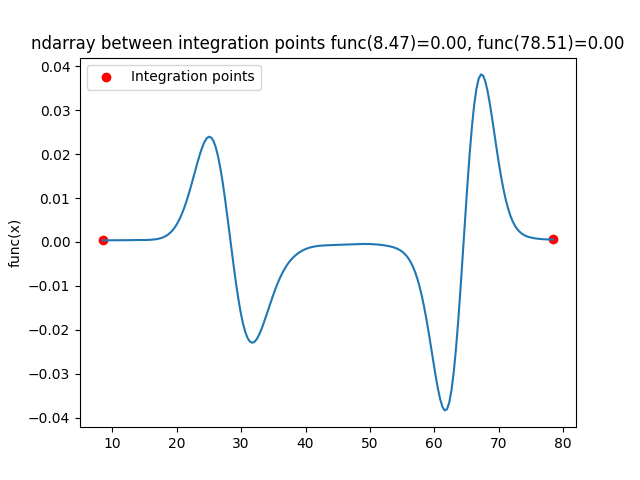 ndarray between integration points func(8.47)=0.00, func(78.51)=0.00
Integration points
func(x)
0.04
0.03
0.02
0.01
0.00
−0.01
−0.02
−0.03
−0.04
10 20 30 40 50 60 70 80